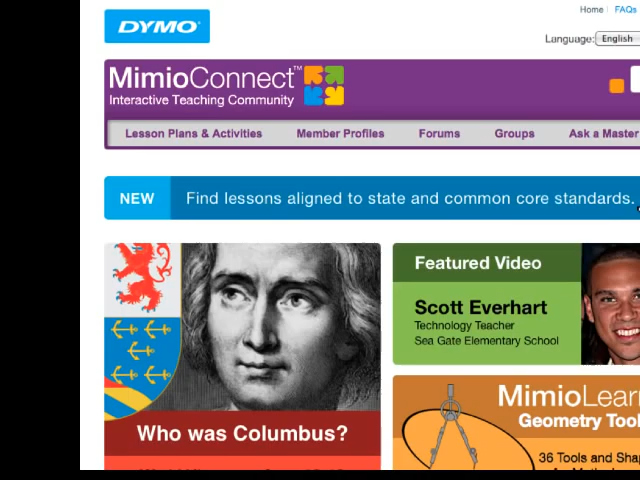 Home FAQs
DYMO
Language: English
MimioConnect™
Interactive Teaching Community
Lesson Plans & Activities Member Profiles Forums Groups Ask a Master
NEW Find lessons aligned to state and common core standards.
Featured Video
Scott Everhart
Technology Teacher
Sea Gate Elementary School
Who was Columbus?
MimioLearn
Geometry Tool
36 Tools and Shap